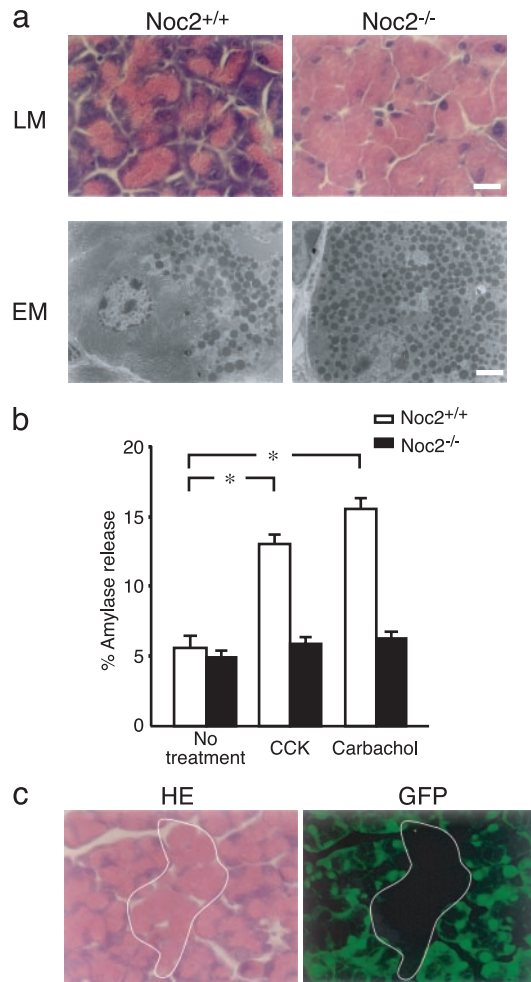 a
Noc2+/+ Noc2-/-
LM
EM
b
Noc2+/+
Noc2-/-
% Amylase release
20
15
10
5
0
*
*
No treatment
CCK
Carbachol
c
HE GFP